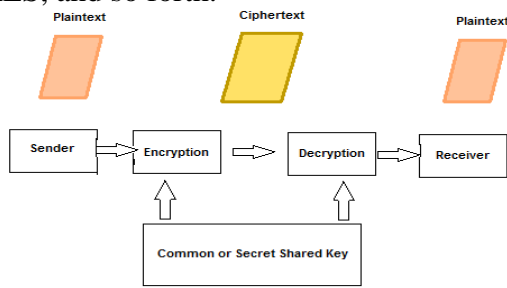 and so forth.
Plaintext
Ciphertext
Plaintext
Sender
Encryption
Decryption
Receiver
Common or Secret Shared Key